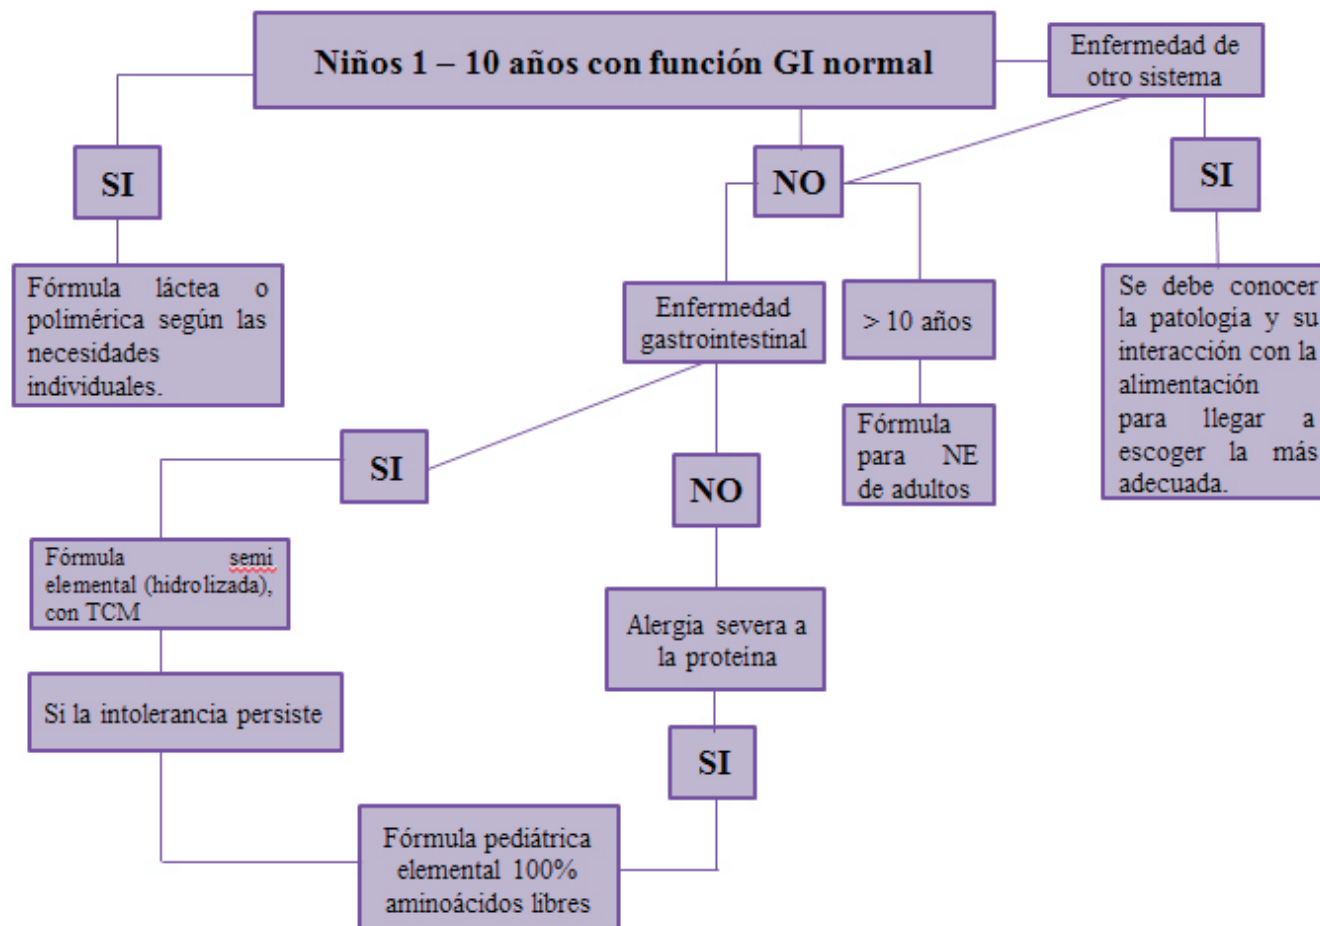 Niños 1 – 10 años con función GI normal
Enfermedad de
otro sistema
SI
NO
SI
Fórmula láctea o
polimérica según las
necesidades
individuales.
Enfermedad
gastrointestinal
> 10 años
Se debe conocer
la patologia y su
interacción con la
alimentación
para llegar a
escoger la más
adecuada.
SI
NO
Fórmula
para NE
de adultos
Fórmula semi
elemental (hidrolizada),
con TCM
Alergia severa a
la proteína
Si la intolerancia persiste
SI
Fórmula pediátrica
elemental 100%
aminoácidos libres